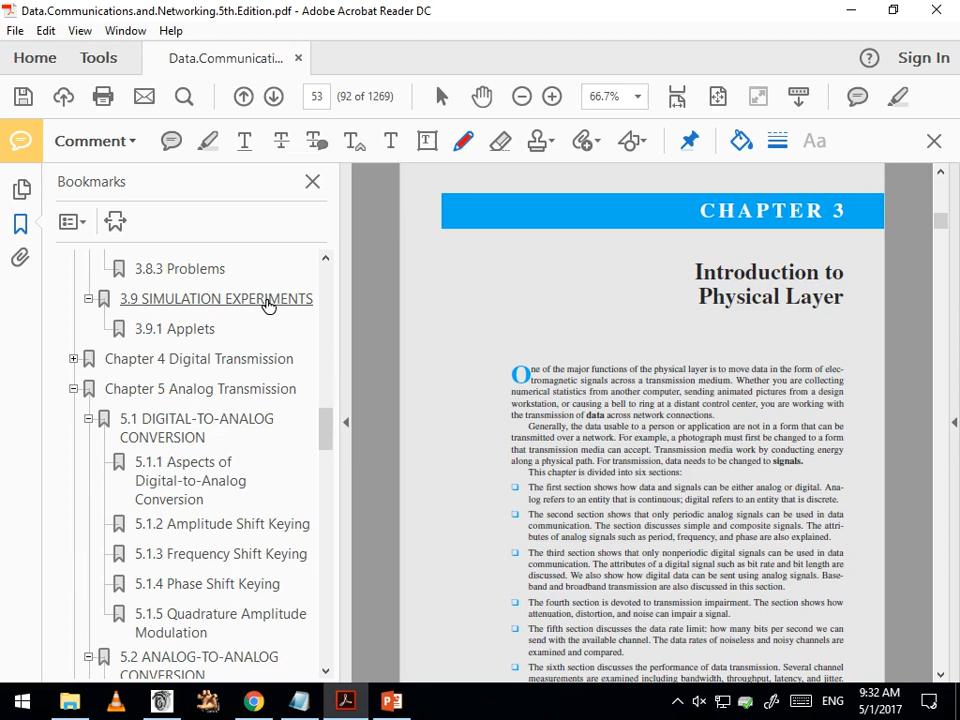 Data.Communications.and.Networking.5th.Edition.pdf - Adobe Acrobat Reader DC
File Edit View Window Help
Home Tools Data.Communicati... × Sign In
53 (92 of 1269) 66.7%
Comment
Aa
Bookmarks
3.8.3 Problems
3.9 SIMULATION EXPERIMENTS
3.9.1 Applets
Chapter 4 Digital Transmission
Chapter 5 Analog Transmission
5.1 DIGITAL-TO-ANALOG
CONVERSION
5.1.1 Aspects of
Digital-to-Analog
Conversion
5.1.2 Amplitude Shift Keying
5.1.3 Frequency Shift Keying
5.1.4 Phase Shift Keying
5.1.5 Quadrature Amplitude
Modulation
5.2 ANALOG-TO-ANALOG
CONVERSION
CHAPTER 3
Introduction to
Physical Layer
One of the major functions of the physical layer is to move data in the form of elec-
tromagnetic signals across a transmission medium. Whether you are collecting
numerical statistics from another computer, sending animated pictures from a design
workstation, or causing a bell to ring at a distant control center, you are working with
the transmission of data across network connections.
Generally, the data usable to a person or application are not in a form that can be
transmitted over a network. For example, a photograph must first be changed to a form
that transmission media can accept. Transmission media work by conducting energy
along a physical path. For transmission, data needs to be changed to signals.
This chapter is divided into six sections:
The first section shows how data and signals can be either analog or digital. Ana-
log refers to an entity that is continuous; digital refers to an entity that is discrete.
The second section shows that only periodic analog signals can be used in data
communication. The section discusses simple and composite signals. The attri-
butes of analog signals such as period, frequency, and phase are also explained.
The third section shows that only nonperiodic digital signals can be used in data
communication. The attributes of a digital signal such as bit rate and bit length are
discussed. We also show how digital data can be sent using analog signals. Base-
band and broadband transmission are also discussed in this section.
The fourth section is devoted to transmission impairment. The section shows how
attenuation, distortion, and noise can impair a signal.
The fifth section discusses the data rate limit: how many bits per second we can
send with the available channel. The data rates of noiseless and noisy channels are
examined and compared.
The sixth section discusses the performance of data transmission. Several channel
measurements are examined including bandwidth, throughput, latency, and jitter.
ENG
9:32 AM
5/1/2017